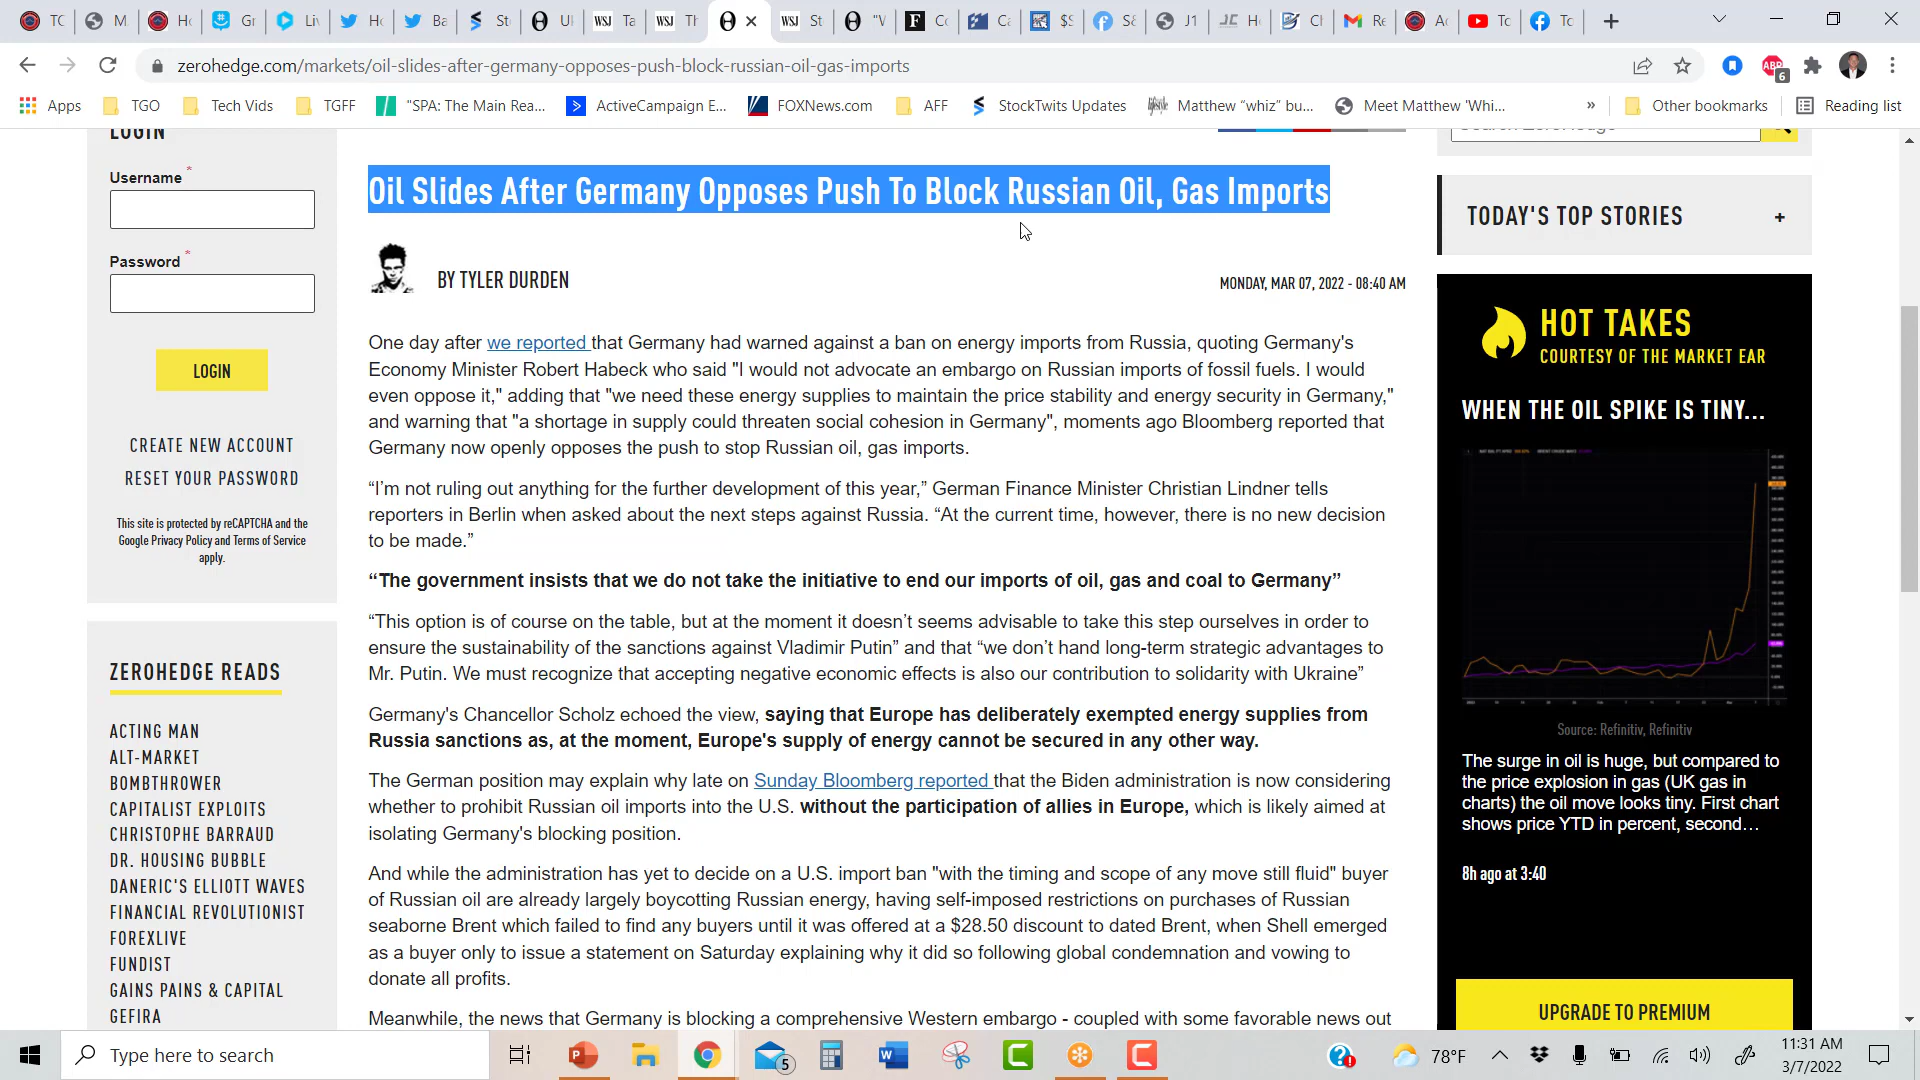 TC
M
Ho
Gr
Liv
Ho
Ba
St
Ul
WSJ
Ta
WSJ
Th
WSJ
St
"V
Co
Ca
$S
S&
J1
H
Ch
Re
Ac
Tc
Tc
zerohedge.com/markets/oil-slides-after-germany-opposes-push-block-russian-oil-gas-imports
ABP
6
Apps
TGO
Tech Vids
TGFF
"SPA: The Main Rea...
ActiveCampaign E...
FOXNews.com
AFF
StockTwits Updates
Matthew "whiz" bu...
Meet Matthew 'Whi...
»
Other bookmarks
Reading list
LOGIN
Username *
Password *
LOGIN
CREATE NEW ACCOUNT
RESET YOUR PASSWORD
This site is protected by reCAPTCHA and the
Google Privacy Policy and Terms of Service
apply.
ZEROHEDGE READS
ACTING MAN
ALT-MARKET
BOMBTHROWER
CAPITALIST EXPLOITS
CHRISTOPHE BARRAUD
DR. HOUSING BUBBLE
DANERIC'S ELLIOTT WAVES
FINANCIAL REVOLUTIONIST
FOREXLIVE
FUNDIST
GAINS PAINS & CAPITAL
GEFIRA
Oil Slides After Germany Opposes Push To Block Russian Oil, Gas Imports
BY TYLER DURDEN
MONDAY, MAR 07, 2022 - 08:40 AM
One day after we reported that Germany had warned against a ban on energy imports from Russia, quoting Germany's
Economy Minister Robert Habeck who said "I would not advocate an embargo on Russian imports of fossil fuels. I would
even oppose it," adding that "we need these energy supplies to maintain the price stability and energy security in Germany,"
and warning that "a shortage in supply could threaten social cohesion in Germany", moments ago Bloomberg reported that
Germany now openly opposes the push to stop Russian oil, gas imports.
“I’m not ruling out anything for the further development of this year,” German Finance Minister Christian Lindner tells
reporters in Berlin when asked about the next steps against Russia. “At the current time, however, there is no new decision
to be made.”
“The government insists that we do not take the initiative to end our imports of oil, gas and coal to Germany”
“This option is of course on the table, but at the moment it doesn’t seems advisable to take this step ourselves in order to
ensure the sustainability of the sanctions against Vladimir Putin” and that “we don’t hand long-term strategic advantages to
Mr. Putin. We must recognize that accepting negative economic effects is also our contribution to solidarity with Ukraine”
Germany's Chancellor Scholz echoed the view, saying that Europe has deliberately exempted energy supplies from
Russia sanctions as, at the moment, Europe's supply of energy cannot be secured in any other way.
The German position may explain why late on Sunday Bloomberg reported that the Biden administration is now considering
whether to prohibit Russian oil imports into the U.S. without the participation of allies in Europe, which is likely aimed at
isolating Germany's blocking position.
And while the administration has yet to decide on a U.S. import ban "with the timing and scope of any move still fluid" buyer
of Russian oil are already largely boycotting Russian energy, having self-imposed restrictions on purchases of Russian
seaborne Brent which failed to find any buyers until it was offered at a $28.50 discount to dated Brent, when Shell emerged
as a buyer only to issue a statement on Saturday explaining why it did so following global condemnation and vowing to
donate all profits.
Meanwhile, the news that Germany is blocking a comprehensive Western embargo - coupled with some favorable news out
TODAY'S TOP STORIES +
HOT TAKES
COURTESY OF THE MARKET EAR
WHEN THE OIL SPIKE IS TINY...
Source: Refinitiv, Refinitiv
The surge in oil is huge, but compared to
the price explosion in gas (UK gas in
charts) the oil move looks tiny. First chart
shows price YTD in percent, second…
8h ago at 3:40
UPGRADE TO PREMIUM
Type here to search
5
78°F
11:31 AM
3/7/2022